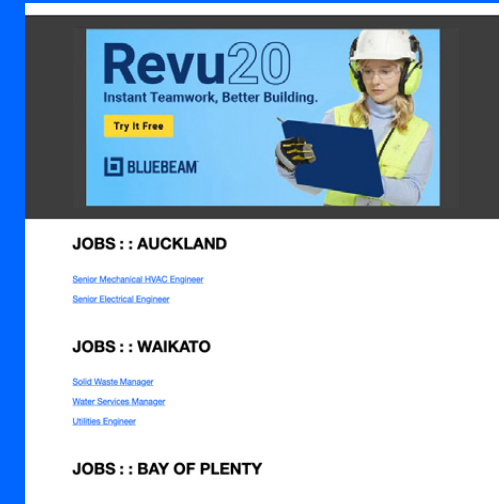 Revu20
Instant Teamwork, Better Building.
Try It Free
BLUEBEAM
JOBS : : AUCKLAND
Senior Mechanical HVAC Engineer
Senior Electrical Engineer
JOBS : : WAIKATO
Solid Waste Manager
Water Services Manager
Utilities Engineer
JOBS : : BAY OF PLENTY